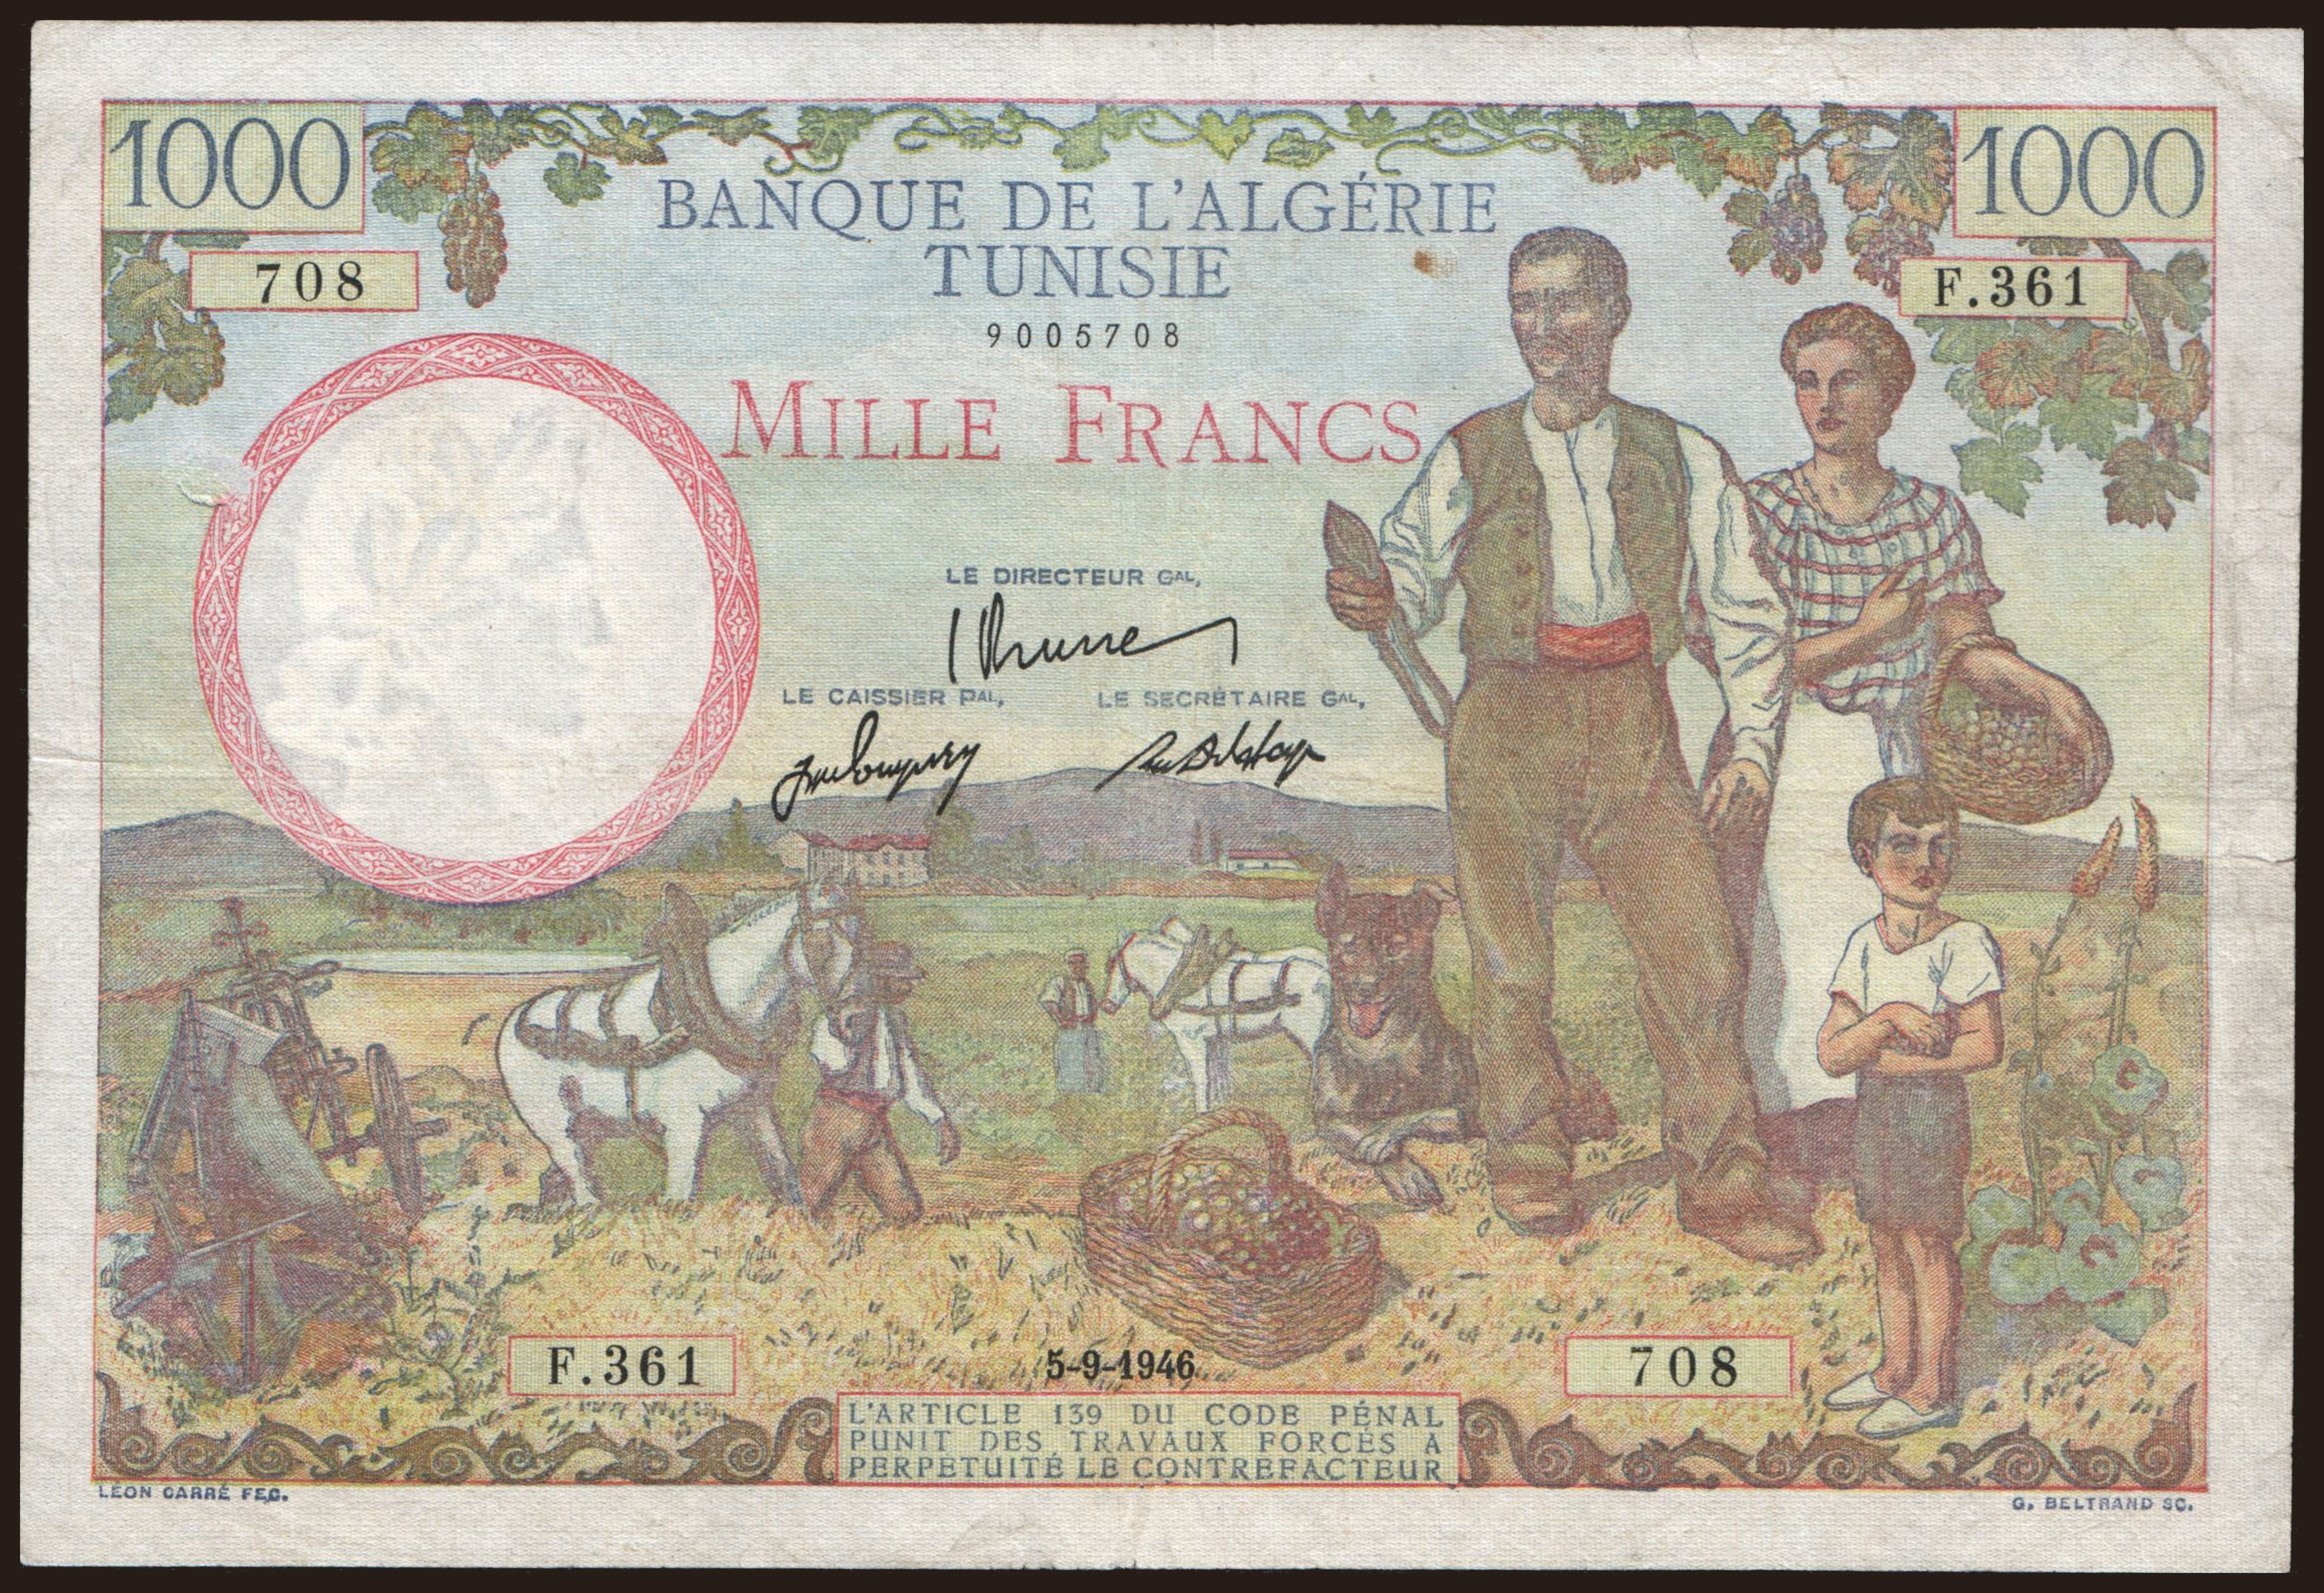 1000
1000
BANQUE DE L'ALGÉRIE
TUNISIE
708
F.361
9005708
MILLE FRANCS
LE DIRECTEUR GAL,
LE CAISSIER PAL,
LE SECRÉTAIRE GAL,
F.361
5-9-1946
708
L'ARTICLE 139 DU CODE PÉNAL
PUNIT DES TRAVAUX FORCÉS A
PERPETUITÉ LE CONTREFACTEUR
LÉON CARRÉ FEC.
G. BELTRAND SC.